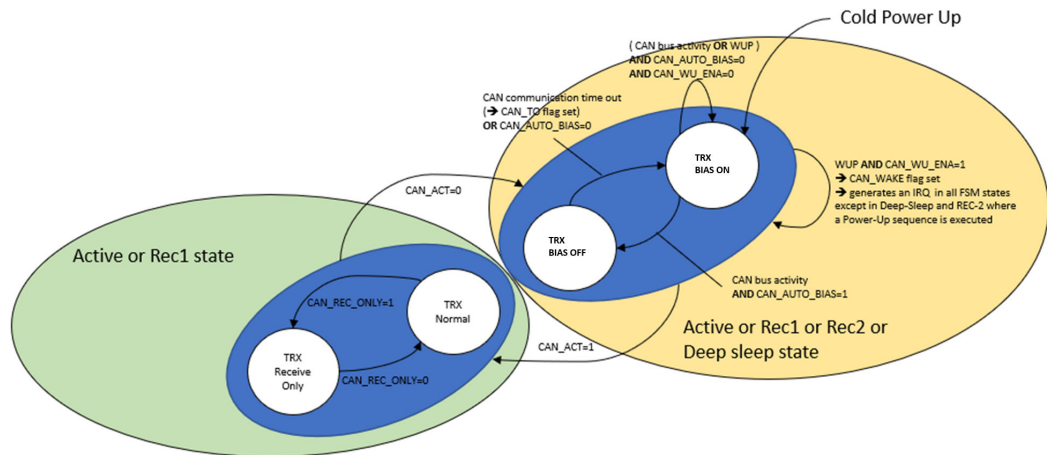 Cold Power Up
( CAN bus activity OR WUP )
AND CAN_AUTO_BIAS=0
AND CAN_WU_ENA=0
CAN communication time out
(➔ CAN_TO flag set)
OR CAN_AUTO_BIAS=0
TRX
BIAS ON
WUP AND CAN_WU_ENA=1
➔ CAN_WAKE flag set
➔ generates an IRQ in all FSM states
except in Deep-Sleep and REC-2 where
a Power-Up sequence is executed
CAN_ACT=0
TRX
BIAS OFF
Active or Rec1 state
CAN bus activity
AND CAN_AUTO_BIAS=1
CAN_REC_ONLY=1
TRX
Normal
Active or Rec1 or Rec2 or
Deep sleep state
CAN_ACT=1
TRX
Receive
Only
CAN_REC_ONLY=0